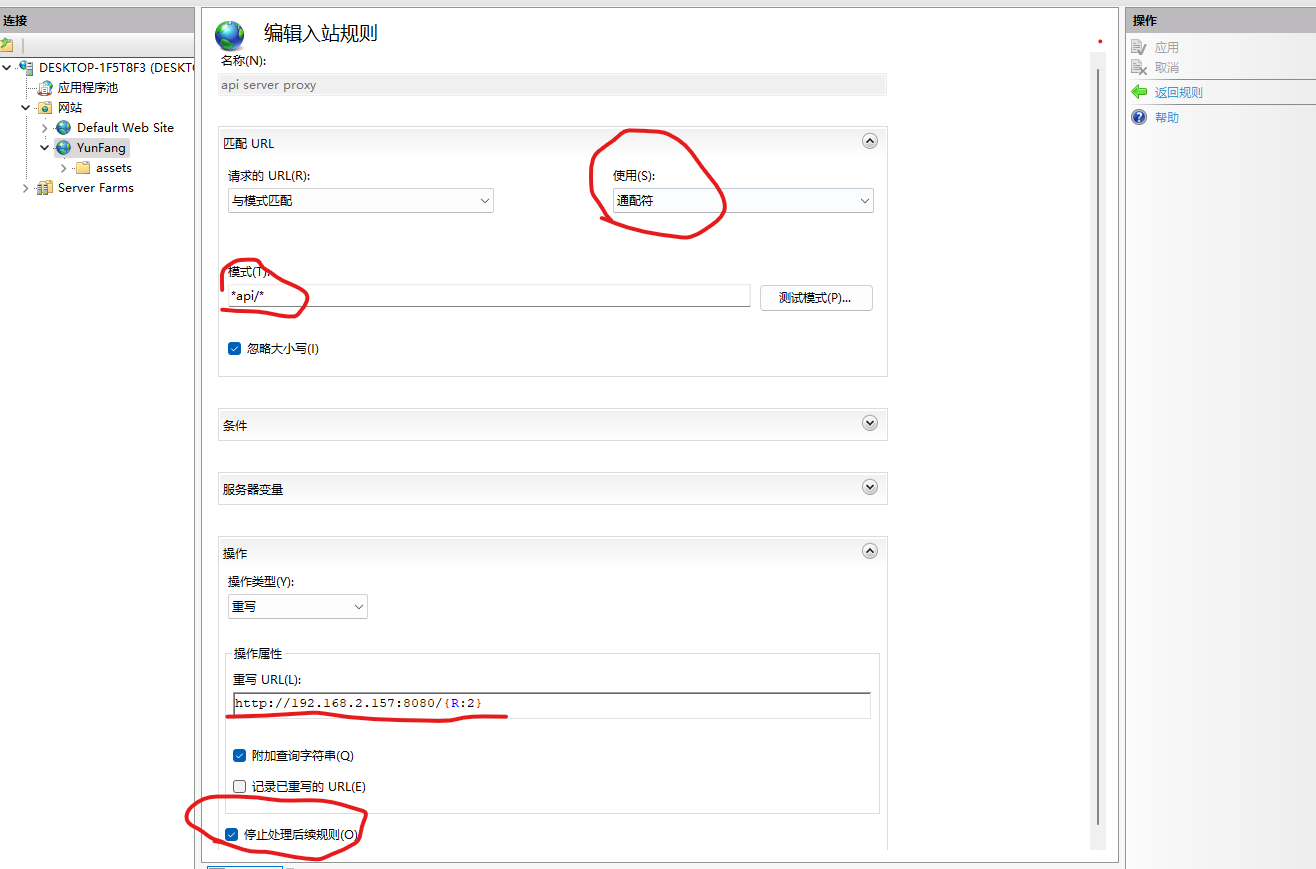 连接
DESKTOP-1F5T8F3 (DESKT
应用程序池
网站
Default Web Site
YunFang
assets
Server Farms
编辑入站规则
名称(N):
api server proxy
匹配 URL
请求的 URL(R):
使用(S):
与模式匹配
通配符
模式(T):
*api/*
测试模式(P)...
忽略大小写(I)
条件
服务器变量
操作
操作类型(Y):
重写
操作属性
重写 URL(L):
http://192.168.2.157:8080/{R:2}
附加查询字符串(Q)
记录已重写的 URL(E)
停止处理后续规则(O)
操作
应用
取消
返回规则
帮助